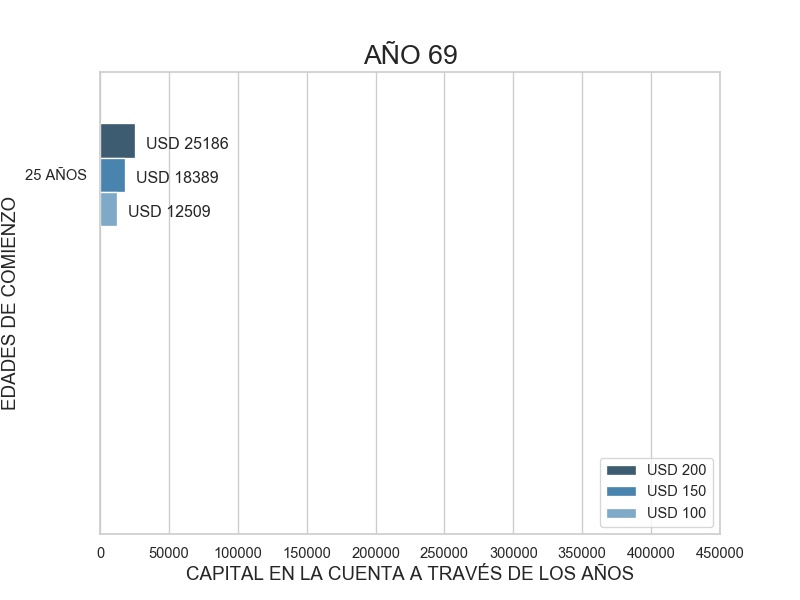 AÑO 69
USD 25186
25 AÑOS
USD 18389
USD 12509
EDADES DE COMIENZO
USD 200
USD 150
USD 100
0 50000 100000 150000 200000 250000 300000 350000 400000 450000
CAPITAL EN LA CUENTA A TRAVÉS DE LOS AÑOS